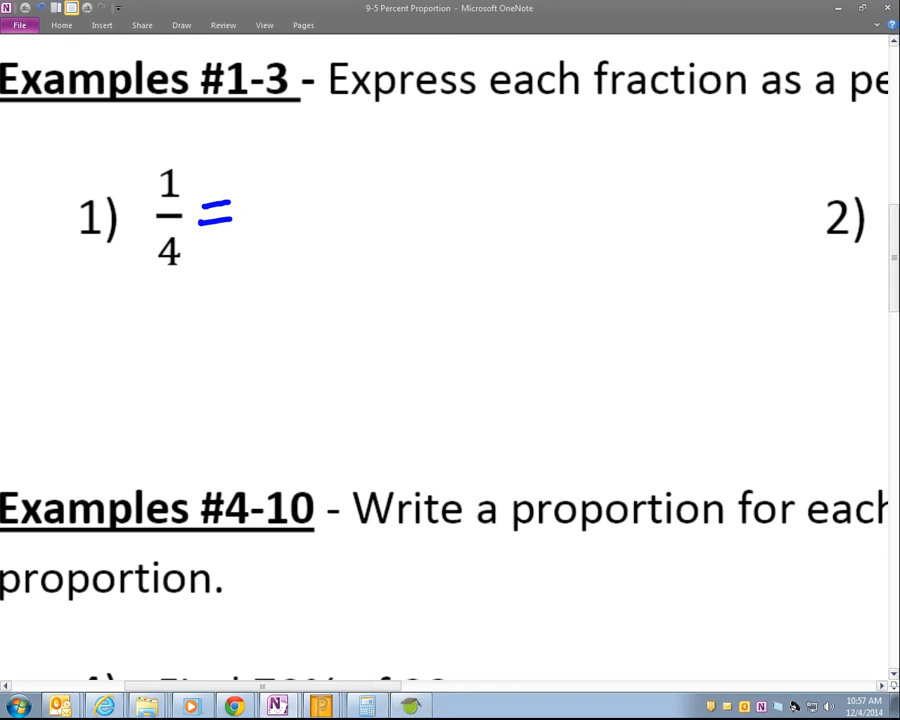 9-5 Percent Proportion - Microsoft OneNote
File Home Insert Share Draw Review View Pages
Examples #1-3 - Express each fraction as a pe
1) 1/4 =
2)
Examples #4-10 - Write a proportion for each
proportion.
10:57 AM
12/4/2014